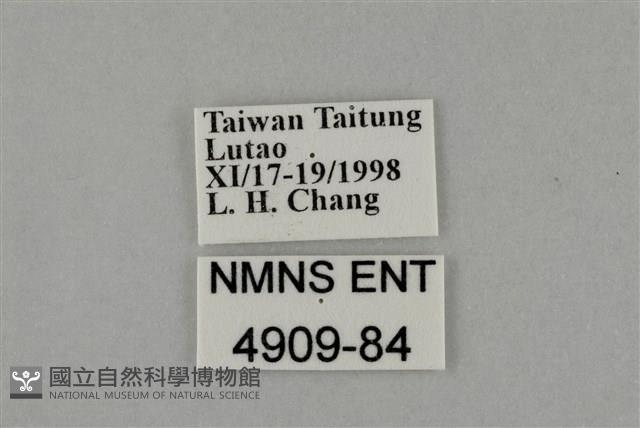 Taiwan Taitung
Lutao
XI/17-19/1998
L. H. Chang
NMNS ENT
4909-84
國立自然科學博物館
NATIONAL MUSEUM OF NATURAL SCIENCE